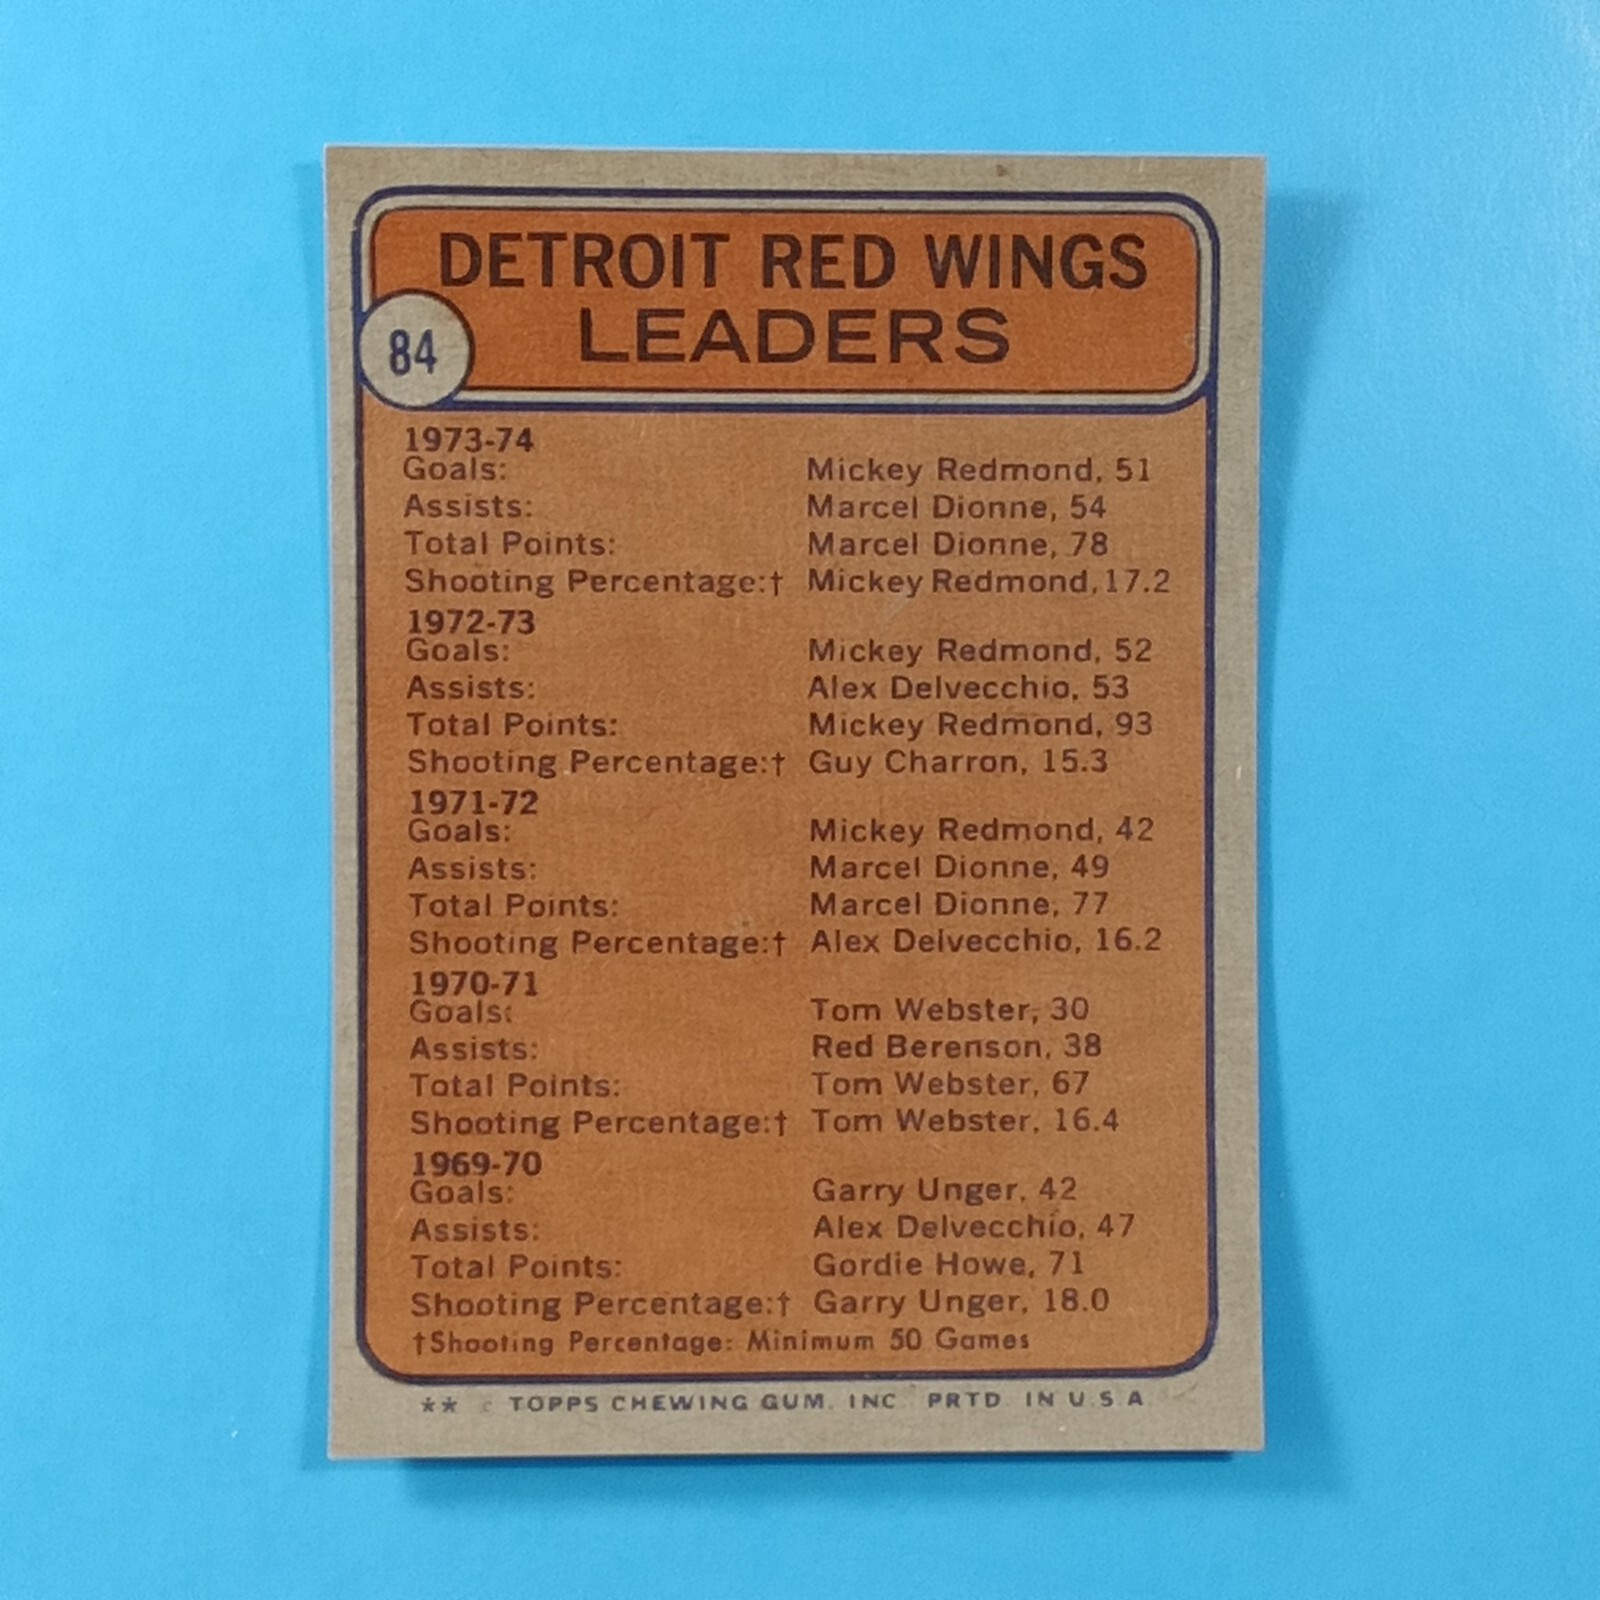 DETROIT RED WINGS
LEADERS
84
1973-74
Goals: Mickey Redmond, 51
Assists: Marcel Dionne, 54
Total Points: Marcel Dionne, 78
Shooting Percentage:† Mickey Redmond, 17.2
1972-73
Goals: Mickey Redmond, 52
Assists: Alex Delvecchio, 53
Total Points: Mickey Redmond, 93
Shooting Percentage:† Guy Charron, 15.3
1971-72
Goals: Mickey Redmond, 42
Assists: Marcel Dionne, 49
Total Points: Marcel Dionne, 77
Shooting Percentage:† Alex Delvecchio, 16.2
1970-71
Goals: Tom Webster, 30
Assists: Red Berenson, 38
Total Points: Tom Webster, 67
Shooting Percentage:† Tom Webster, 16.4
1969-70
Goals: Garry Unger, 42
Assists: Alex Delvecchio, 47
Total Points: Gordie Howe, 71
Shooting Percentage:† Garry Unger, 18.0
†Shooting Percentage: Minimum 50 Games
** © TOPPS CHEWING GUM, INC. PRTD. IN U.S.A.